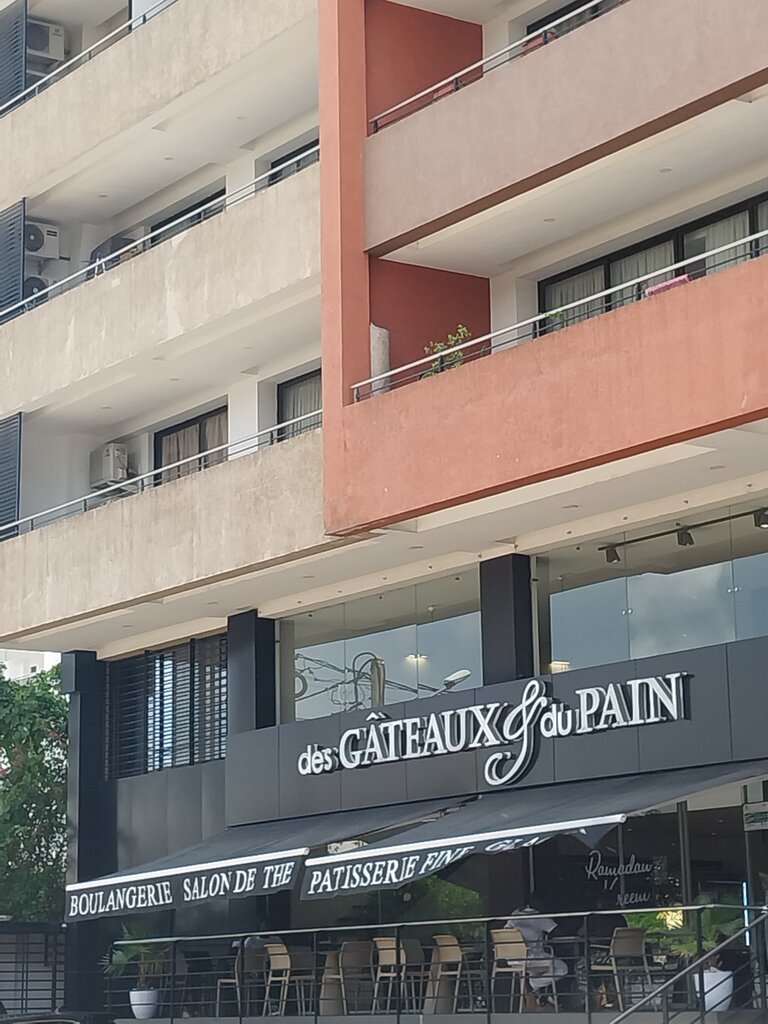 des GÂTEAUX & du PAIN
BOULANGERIE SALON DE THE
PATISSERIE FINE
Ramadan